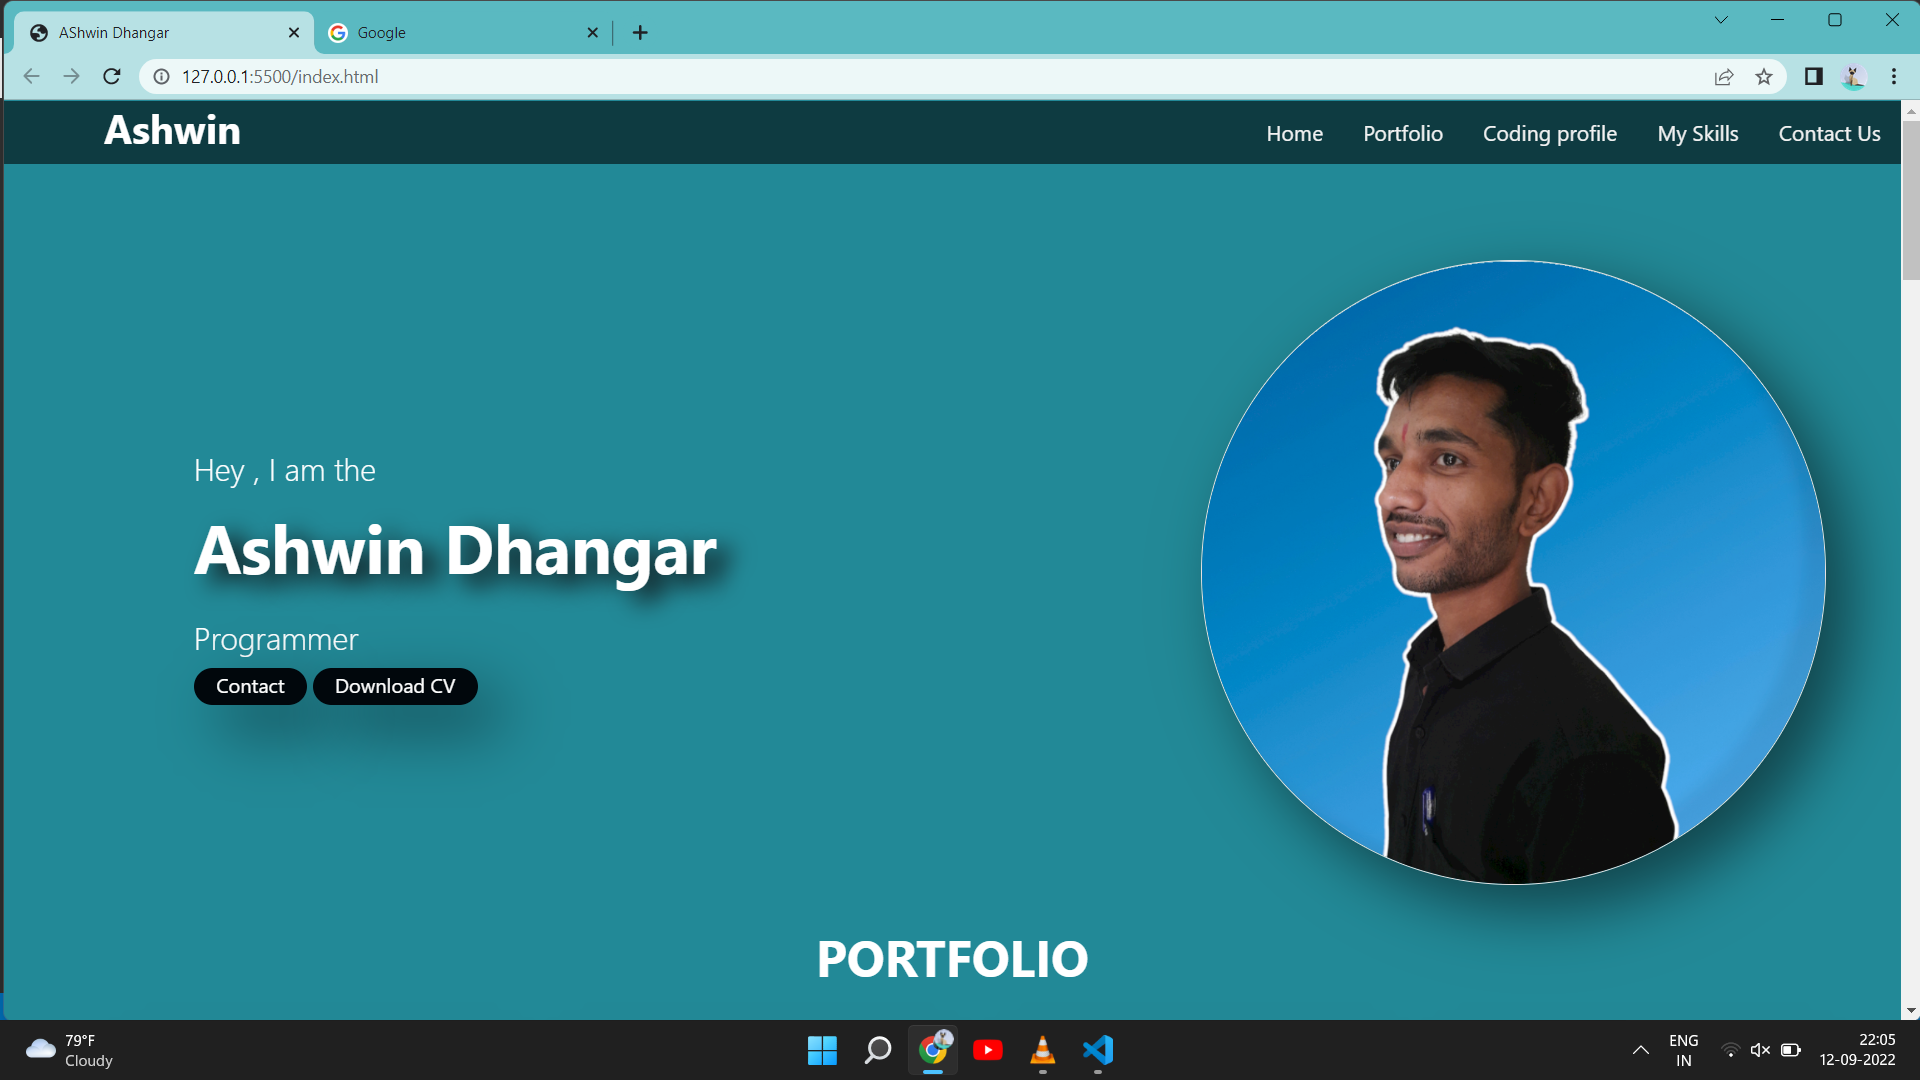 AShwin Dhangar
Google
127.0.0.1:5500/index.html
Ashwin
Home Portfolio Coding profile My Skills Contact Us
Hey , I am the
Ashwin Dhangar
Programmer
Contact Download CV
PORTFOLIO
79°F
Cloudy
ENG
IN
22:05
12-09-2022